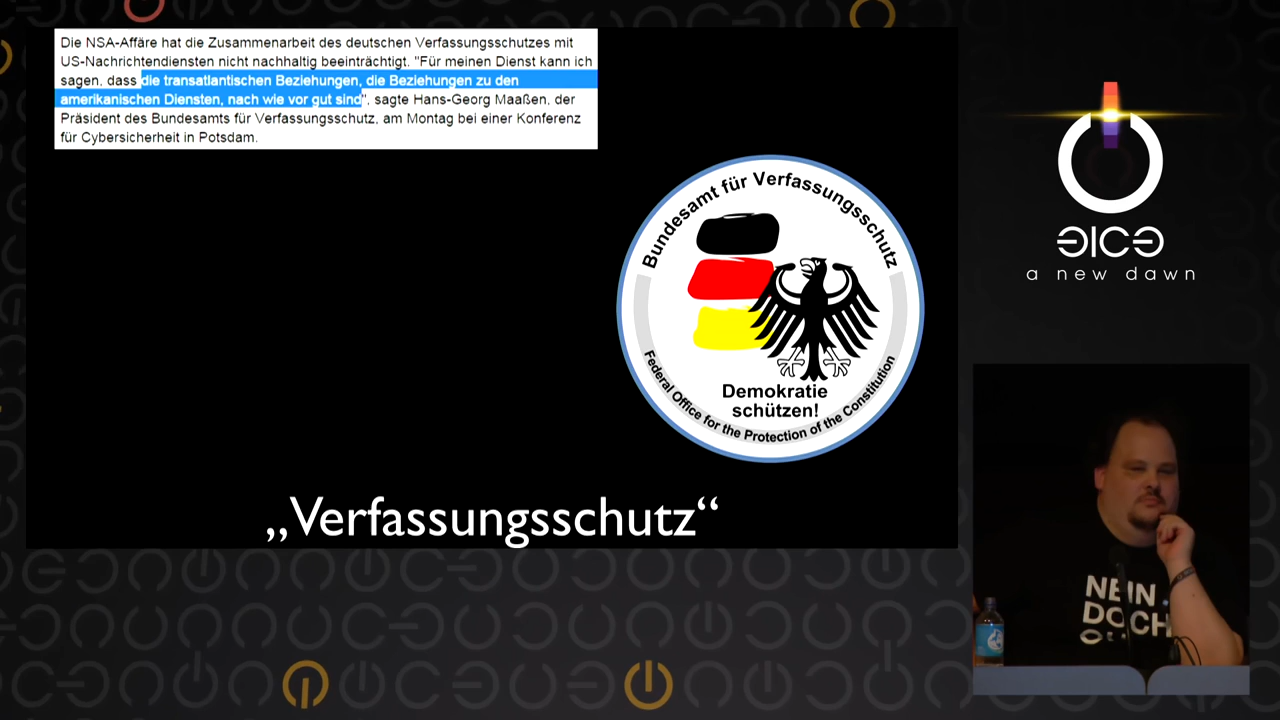 Die NSA-Affäre hat die Zusammenarbeit des deutschen Verfassungsschutzes mit
US-Nachrichtendiensten nicht nachhaltig beeinträchtigt. "Für meinen Dienst kann ich
sagen, dass die transatlantischen Beziehungen, die Beziehungen zu den
amerikanischen Diensten, nach wie vor gut sind", sagte Hans-Georg Maaßen, der
Präsident des Bundesamts für Verfassungsschutz, am Montag bei einer Konferenz
für Cybersicherheit in Potsdam.
Bundesamt für Verfassungsschutz
Demokratie
schützen!
Federal Office for the Protection of the Constitution
„Verfassungsschutz“
a new dawn
NEIN
DOCH